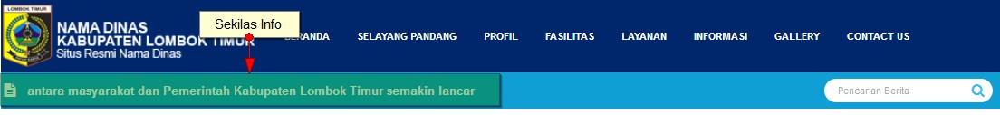 LOMBOK TIMUR
NAMA DINAS
KABUPATEN LOMBOK TIMUR
Situs Resmi Nama Dinas
Sekilas Info
BERANDA SELAYANG PANDANG PROFIL FASILITAS LAYANAN INFORMASI GALLERY CONTACT US
antara masyarakat dan Pemerintah Kabupaten Lombok Timur semakin lancar
Pencarian Berita